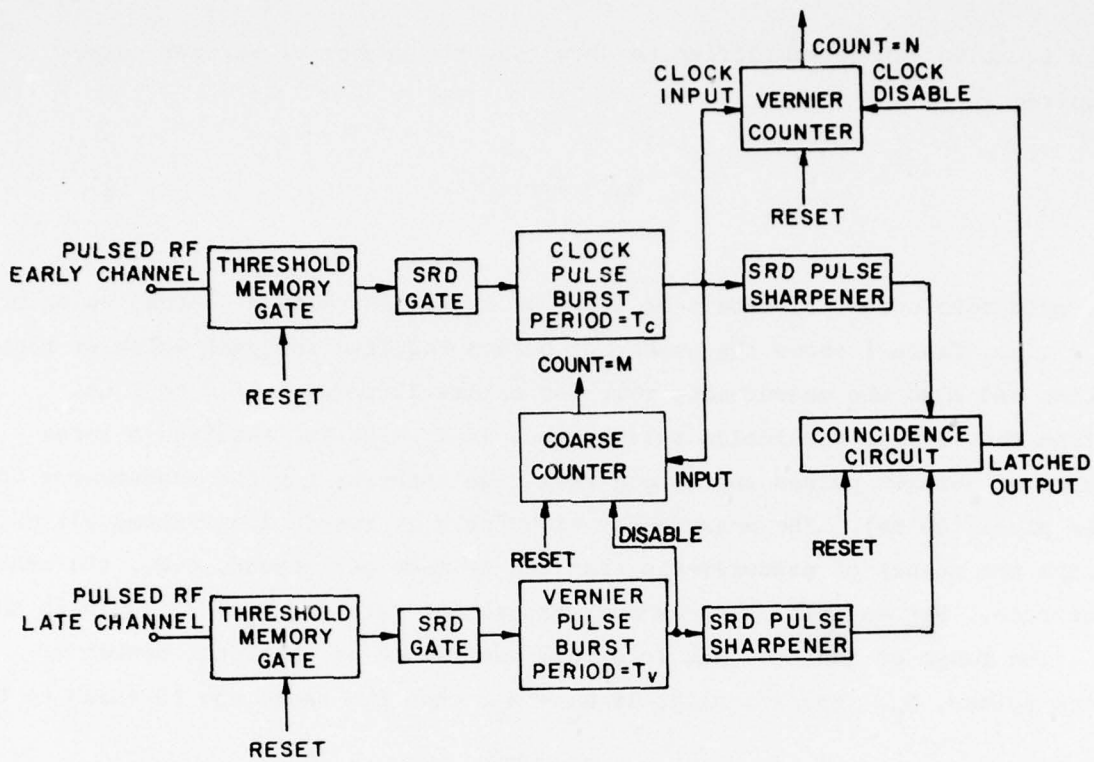 COUNT=N
CLOCK
INPUT
CLOCK
DISABLE
VERNIER
COUNTER
RESET
PULSED RF
EARLY CHANNEL
THRESHOLD
MEMORY
GATE
SRD
GATE
CLOCK
PULSE
BURST
PERIOD=T_C
SRD PULSE
SHARPENER
RESET
COUNT=M
COARSE
COUNTER
INPUT
COINCIDENCE
CIRCUIT
LATCHED
OUTPUT
RESET
DISABLE
RESET
PULSED RF
LATE CHANNEL
THRESHOLD
MEMORY
GATE
SRD
GATE
VERNIER
PULSE
BURST
PERIOD=T_V
SRD PULSE
SHARPENER
RESET